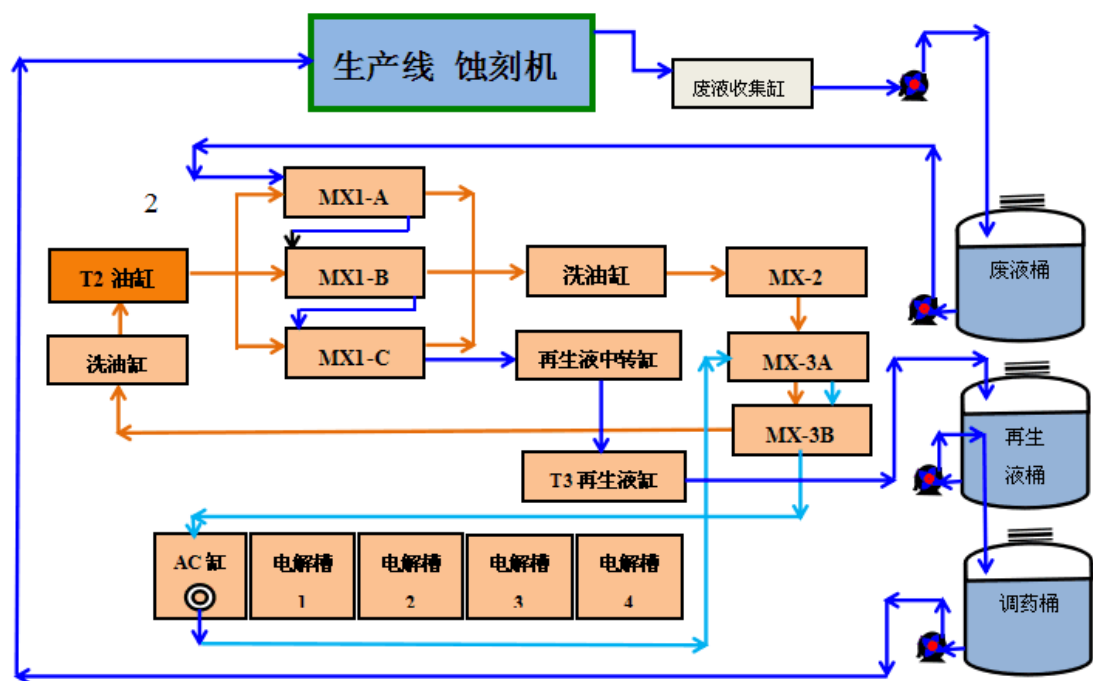 生产线 蚀刻机
废液收集缸
MX1-A
2
T2 油缸
MX1-B
洗油缸
MX-2
废液桶
洗油缸
MX1-C
再生液中转缸
MX-3A
MX-3B
再生
液桶
T3 再生液缸
AC 缸
电解槽
1
电解槽
2
电解槽
3
电解槽
4
调药桶